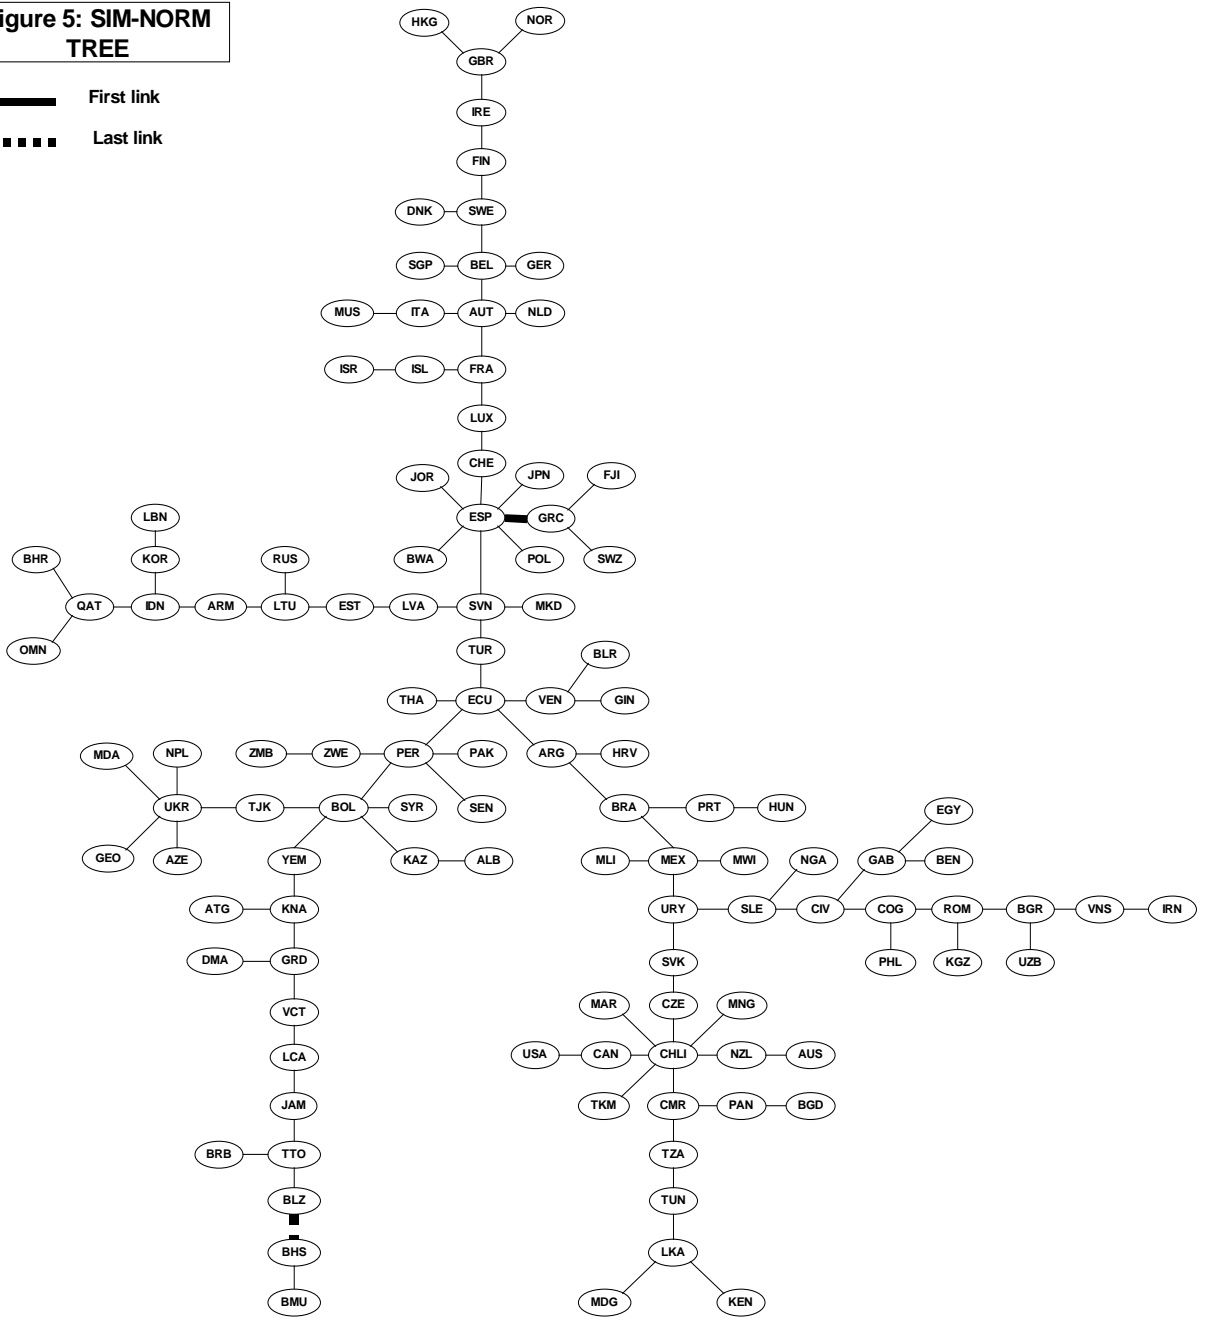 igure 5: SIM-NORM
TREE
First link
Last link
HKG
NOR
GBR
IRE
FIN
DNK
SWE
SGP
BEL
GER
MUS
ITA
AUT
NLD
ISR
ISL
FRA
LUX
CHE
JOR
JPN
FJI
LBN
ESP
GRC
BHR
KOR
RUS
BWA
POL
SWZ
QAT
IDN
ARM
LTU
EST
LVA
SVN
MKD
OMN
TUR
BLR
THA
ECU
VEN
GIN
MDA
NPL
ZMB
ZWE
PER
PAK
ARG
HRV
UKR
TJK
BOL
SYR
SEN
BRA
PRT
HUN
EGY
GEO
AZE
YEM
KAZ
ALB
MLI
MEX
MWI
NGA
GAB
BEN
ATG
KNA
URY
SLE
CIV
COG
ROM
BGR
VNS
IRN
DMA
GRD
SVK
PHL
KGZ
UZB
VCT
MAR
CZE
MNG
LCA
USA
CAN
CHLI
NZL
AUS
JAM
TKM
CMR
PAN
BGD
BRB
TTO
TZA
BLZ
TUN
BHS
LKA
BMU
MDG
KEN